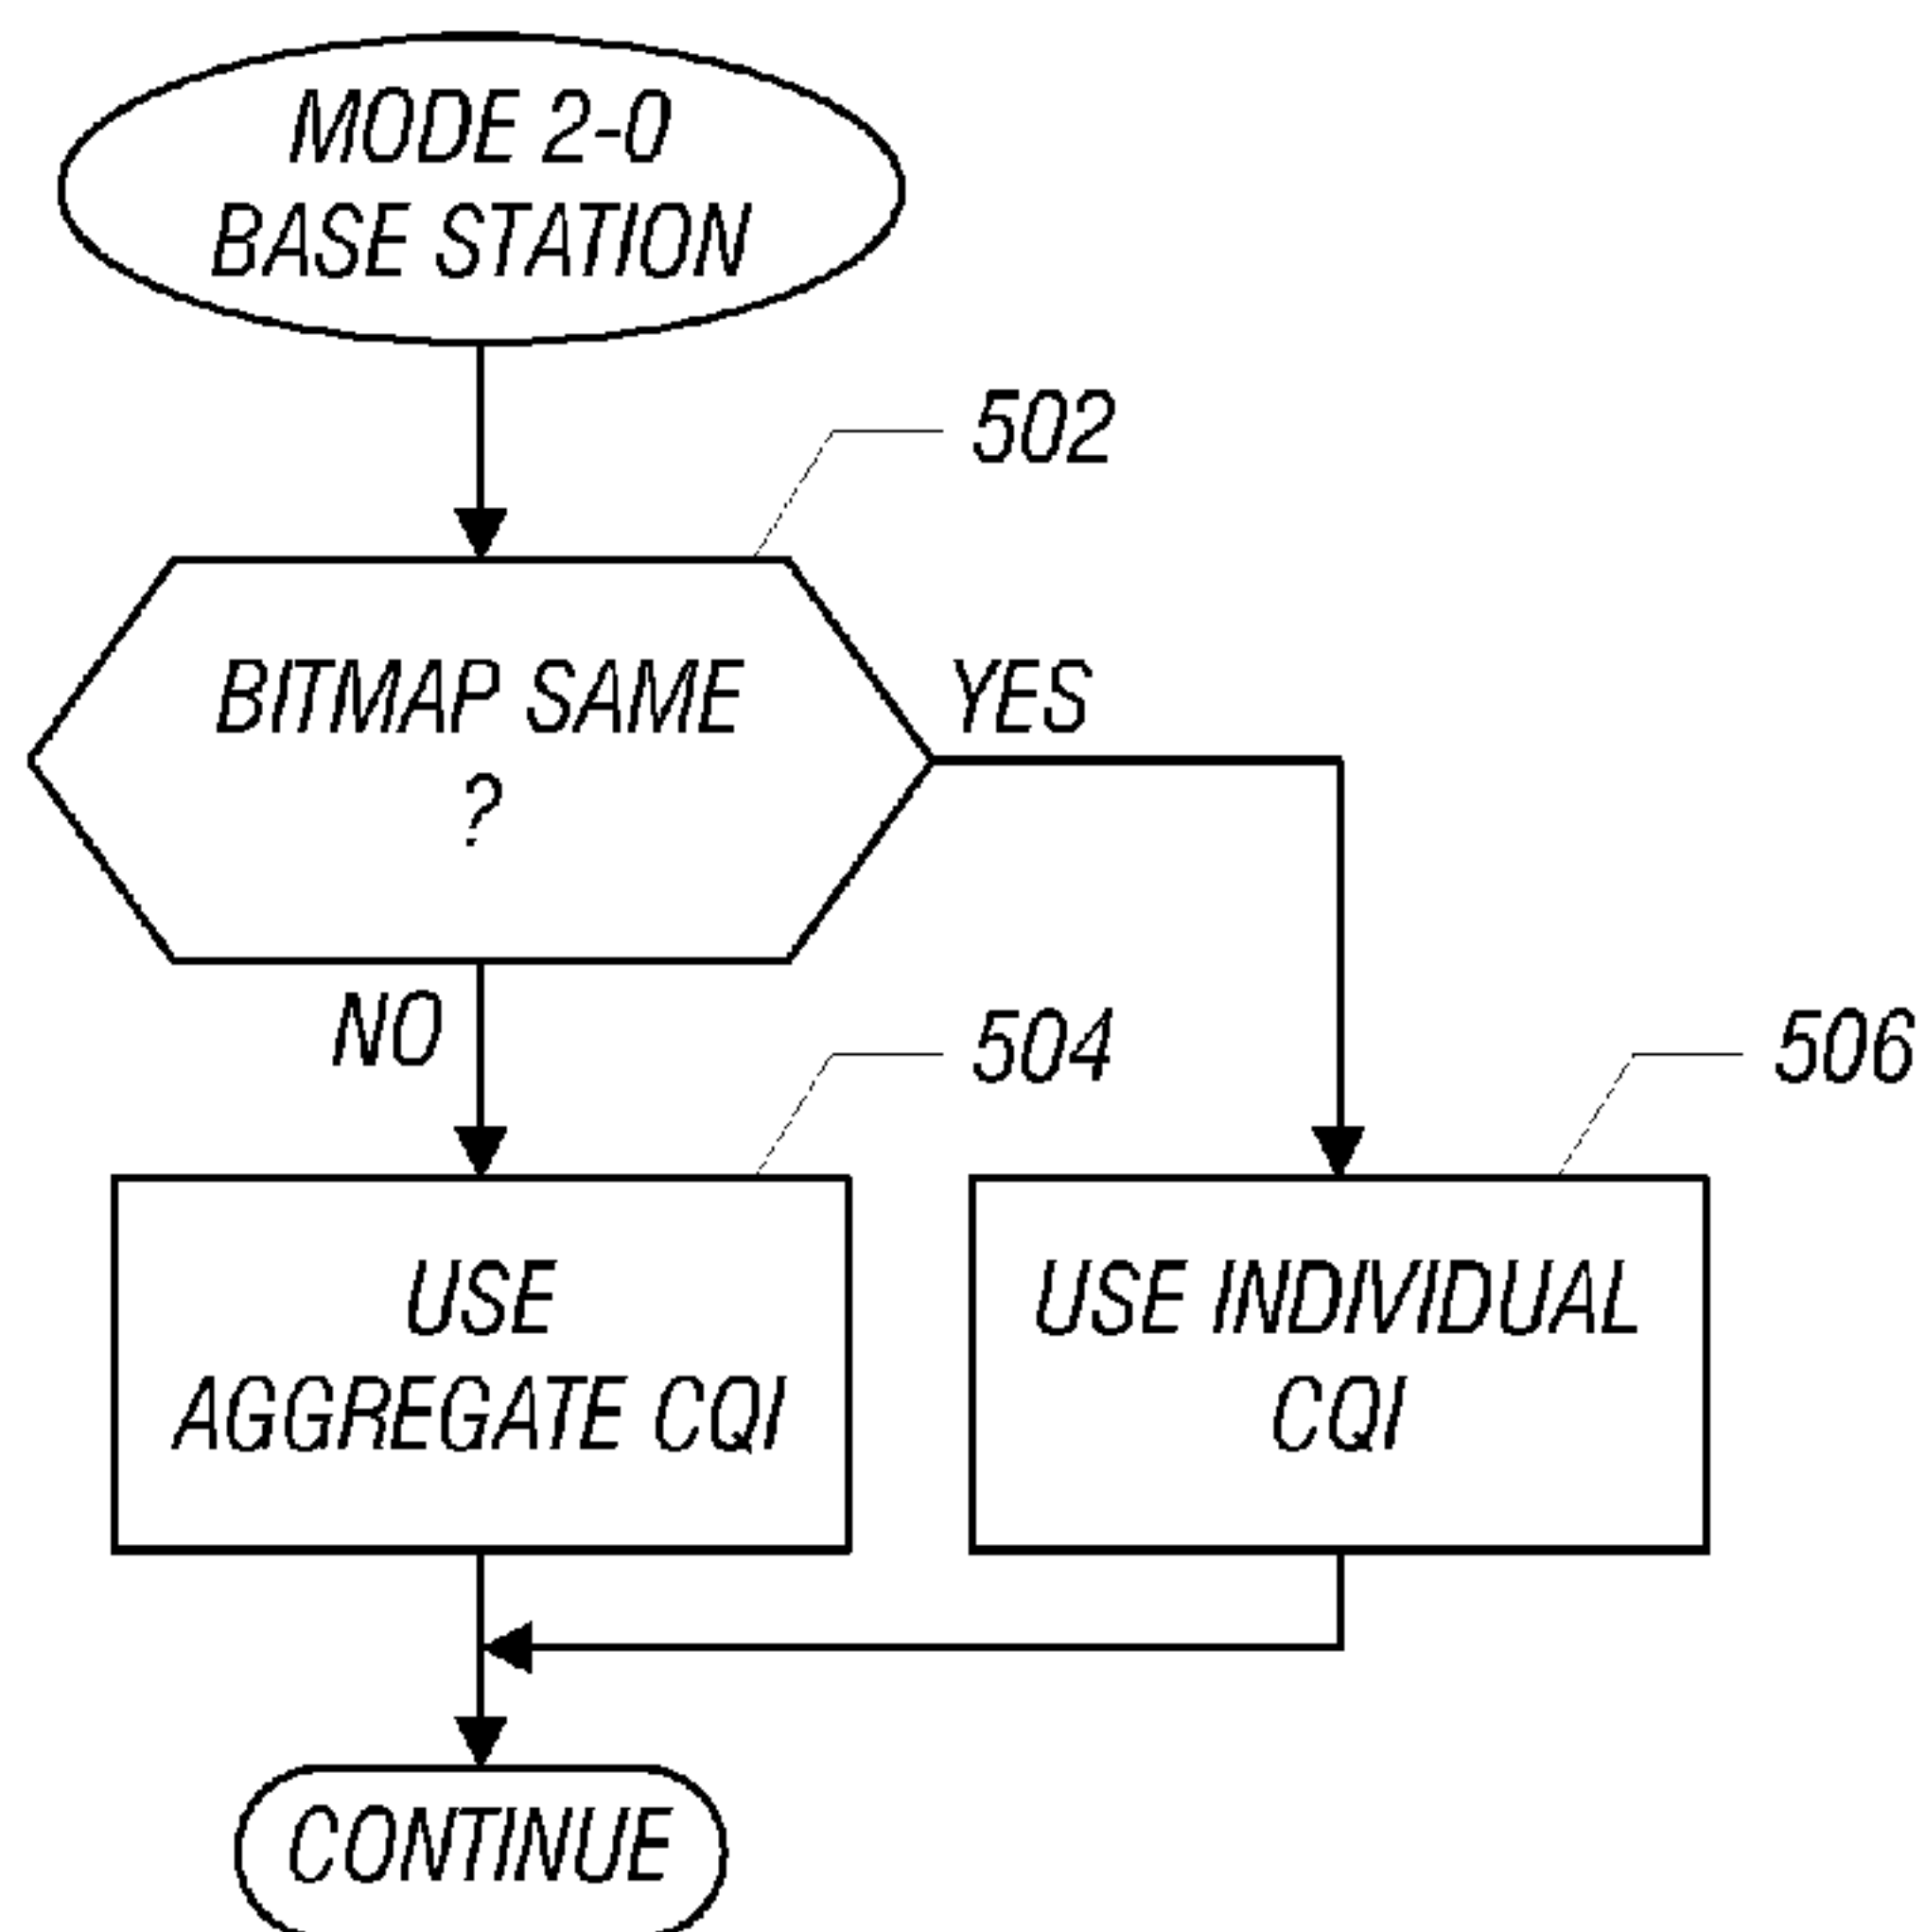 MODE 2-0
BASE STATION
502
BITMAP SAME
?
YES
NO
504
506
USE
AGGREGATE CQI
USE INDIVIDUAL
CQI
CONTINUE